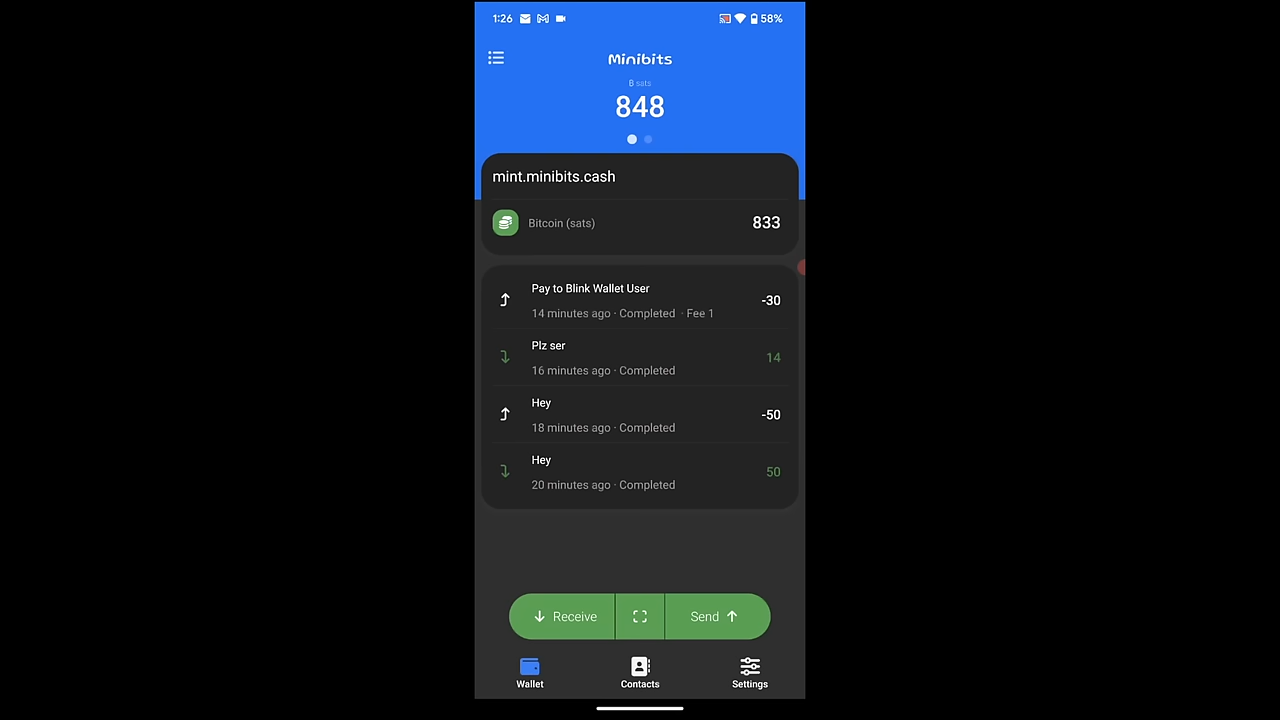 1:26 58%
Minibits
₿ sats
848
mint.minibits.cash
Bitcoin (sats) 833
Pay to Blink Wallet User
-30
14 minutes ago · Completed · Fee 1
Plz ser
14
16 minutes ago · Completed
Hey
-50
18 minutes ago · Completed
Hey
50
20 minutes ago · Completed
Receive Send
Wallet Contacts Settings